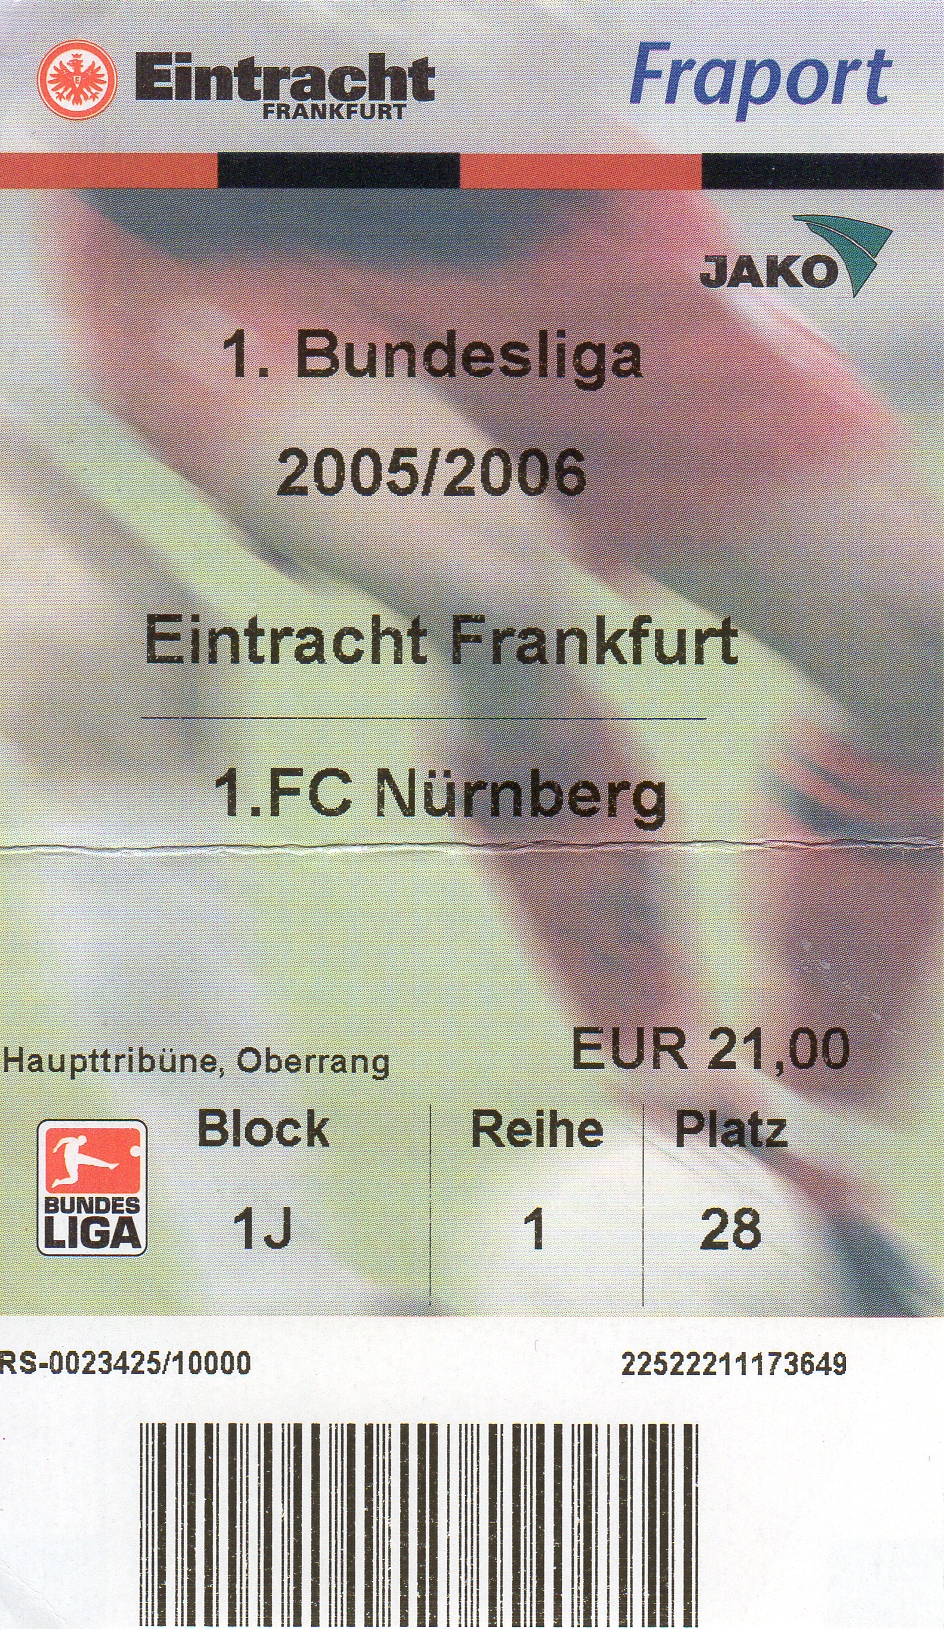 Eintracht
FRANKFURT
Fraport
JAKO
1. Bundesliga
2005/2006
Eintracht Frankfurt
1.FC Nürnberg
Haupttribüne, Oberrang
EUR 21,00
Block Reihe Platz
1J 1 28
BUNDES
LIGA
RS-0023425/10000
22522211173649